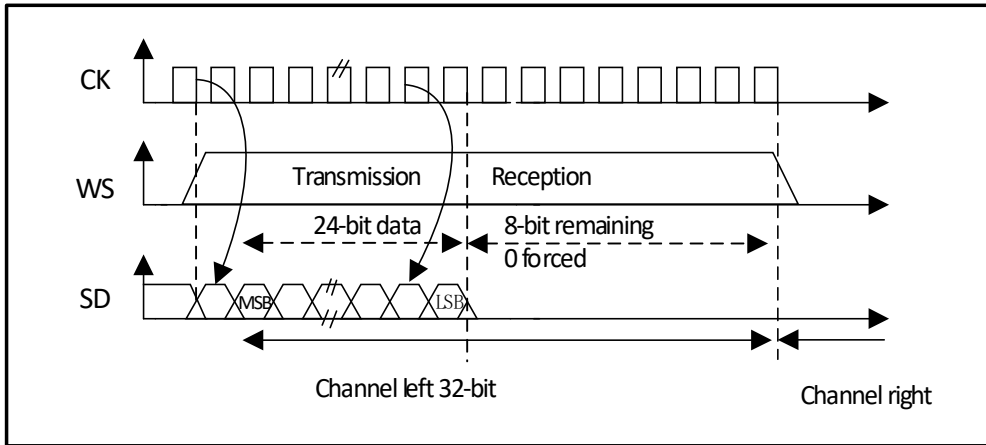 CK
WS
Transmission Reception
24-bit data
8-bit remaining
0 forced
SD
MSB
LSB
Channel left 32-bit
Channel right